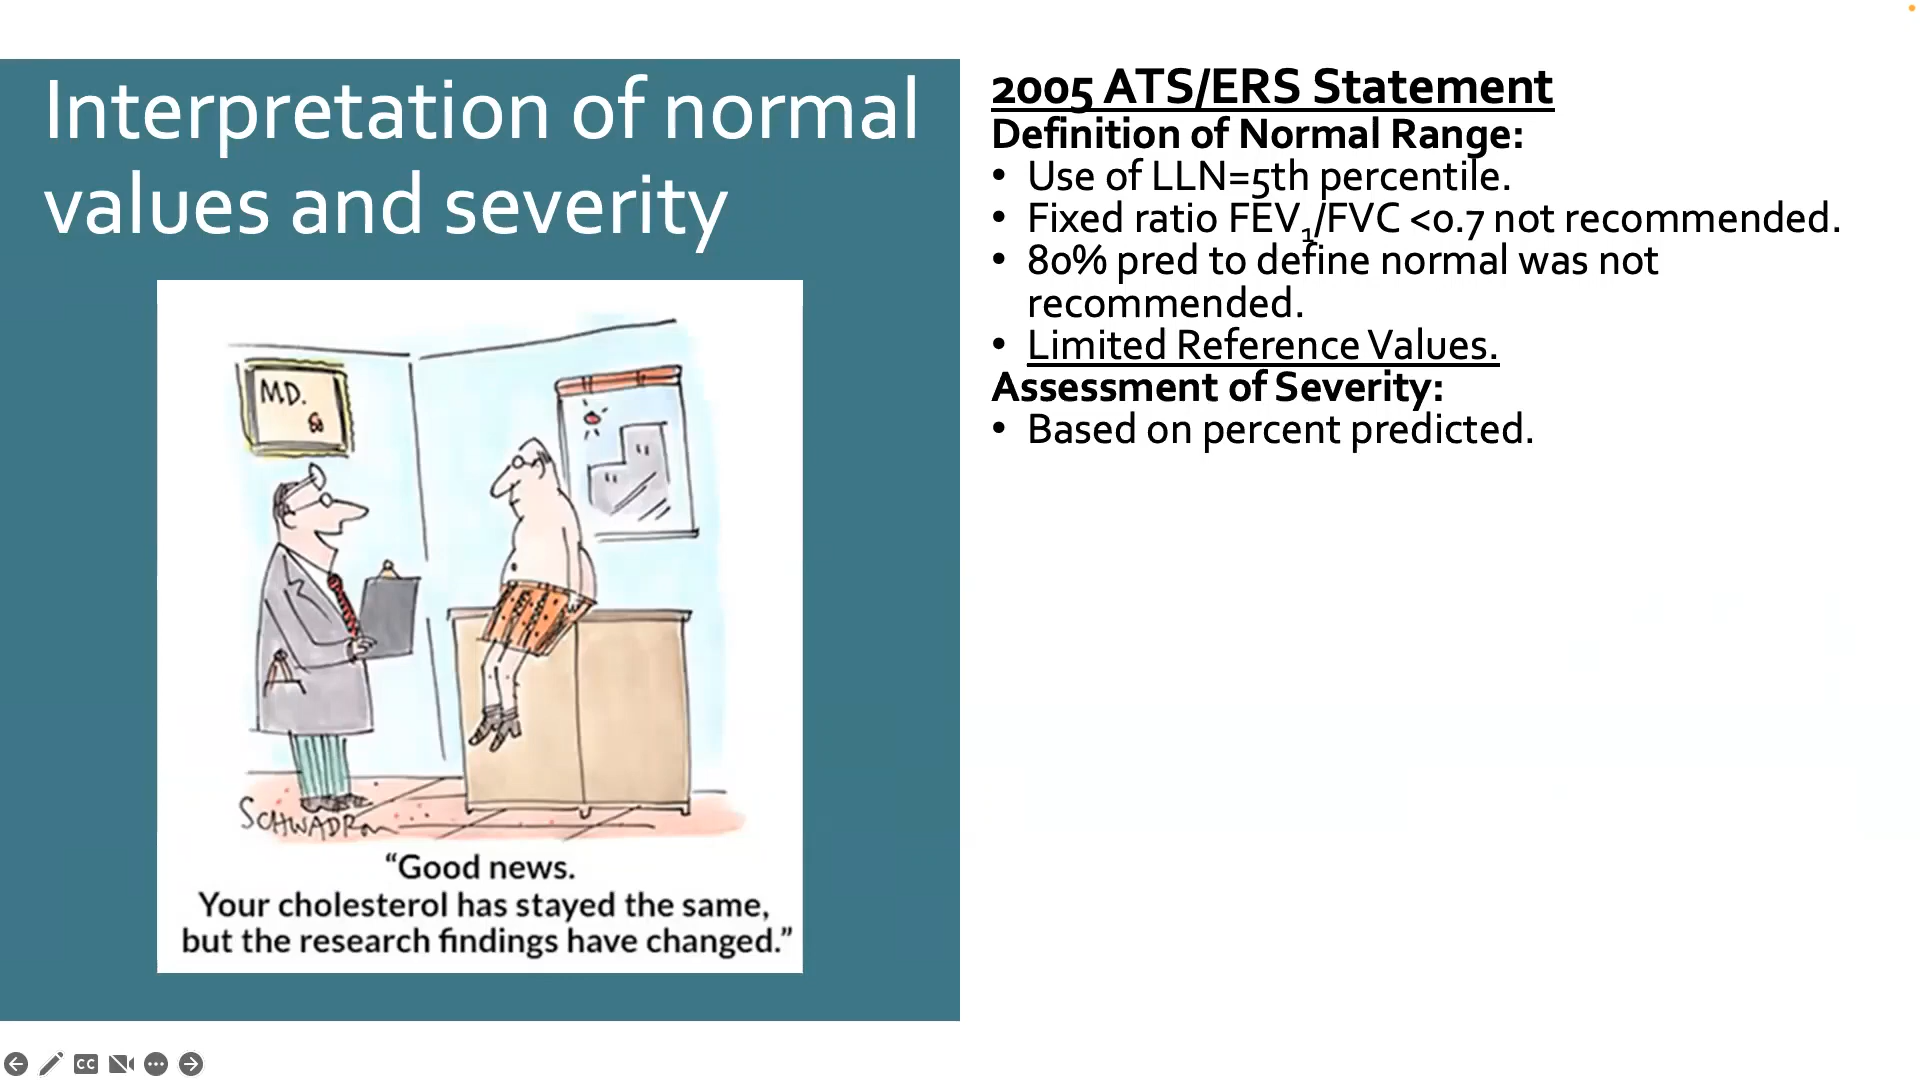 Interpretation of normal
values and severity
MD.
SCHWADRON
“Good news.
Your cholesterol has stayed the same,
but the research findings have changed.”
2005 ATS/ERS Statement
Definition of Normal Range:
• Use of LLN=5th percentile.
• Fixed ratio FEV₁/FVC <0.7 not recommended.
• 80% pred to define normal was not
recommended.
• Limited Reference Values.
Assessment of Severity:
• Based on percent predicted.
CC